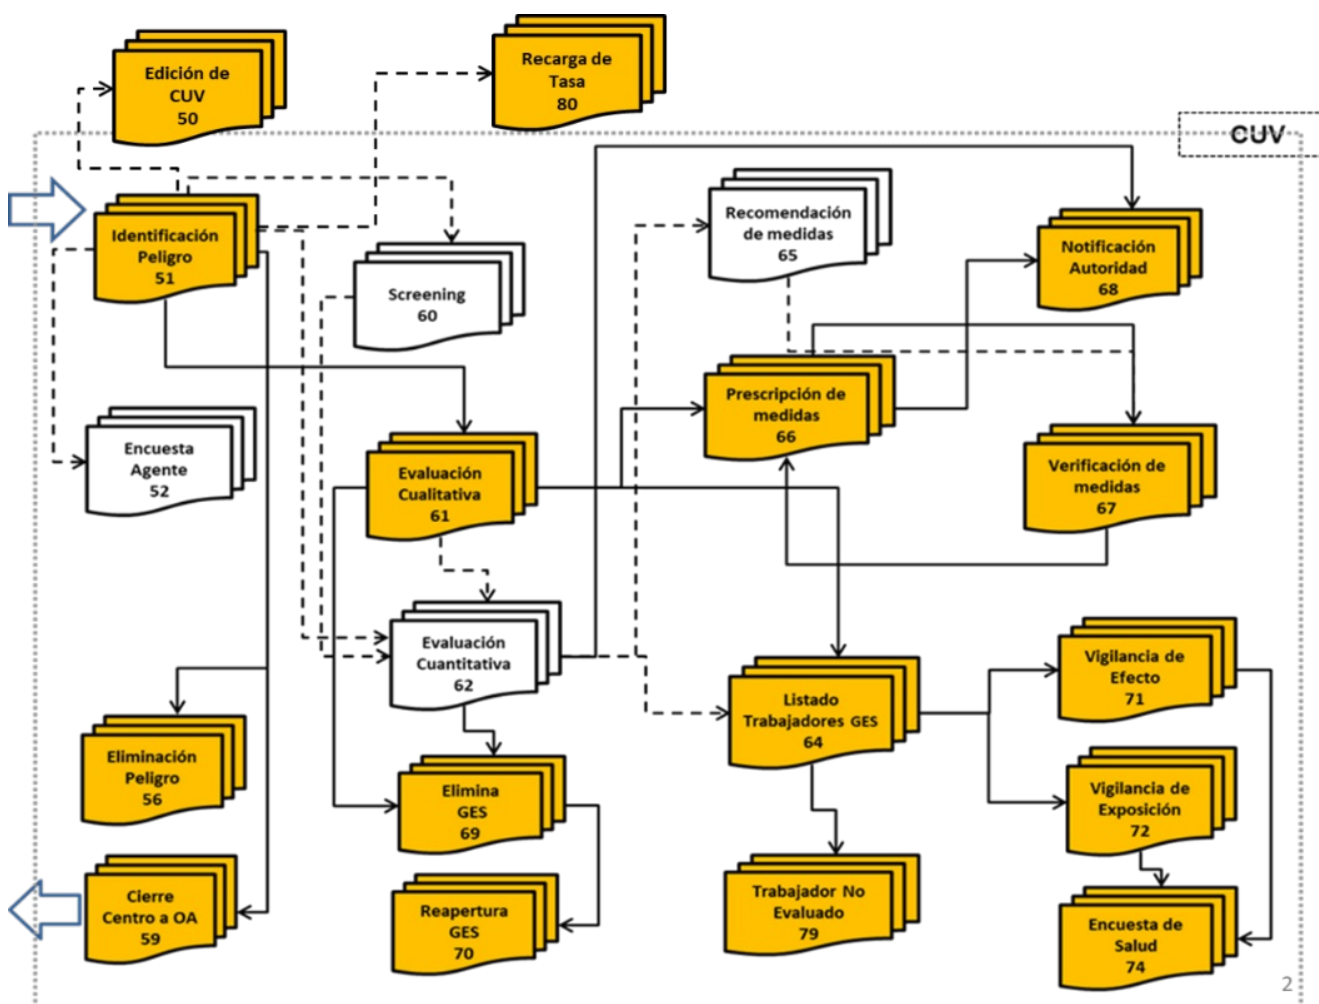 Edición de
CUV
50
Recarga de
Tasa
80
CUV
Identificación
Peligro
51
Screening
60
Recomendación
de medidas
65
Notificación
Autoridad
68
Encuesta
Agente
52
Evaluación
Cualitativa
61
Prescripción de
medidas
66
Verificación de
medidas
67
Evaluación
Cuantitativa
62
Listado
Trabajadores GES
64
Vigilancia de
Efecto
71
Eliminación
Peligro
56
Elimina
GES
69
Vigilancia de
Exposición
72
Cierre
Centro a OA
59
Reapertura
GES
70
Trabajador No
Evaluado
79
Encuesta de
Salud
74
2